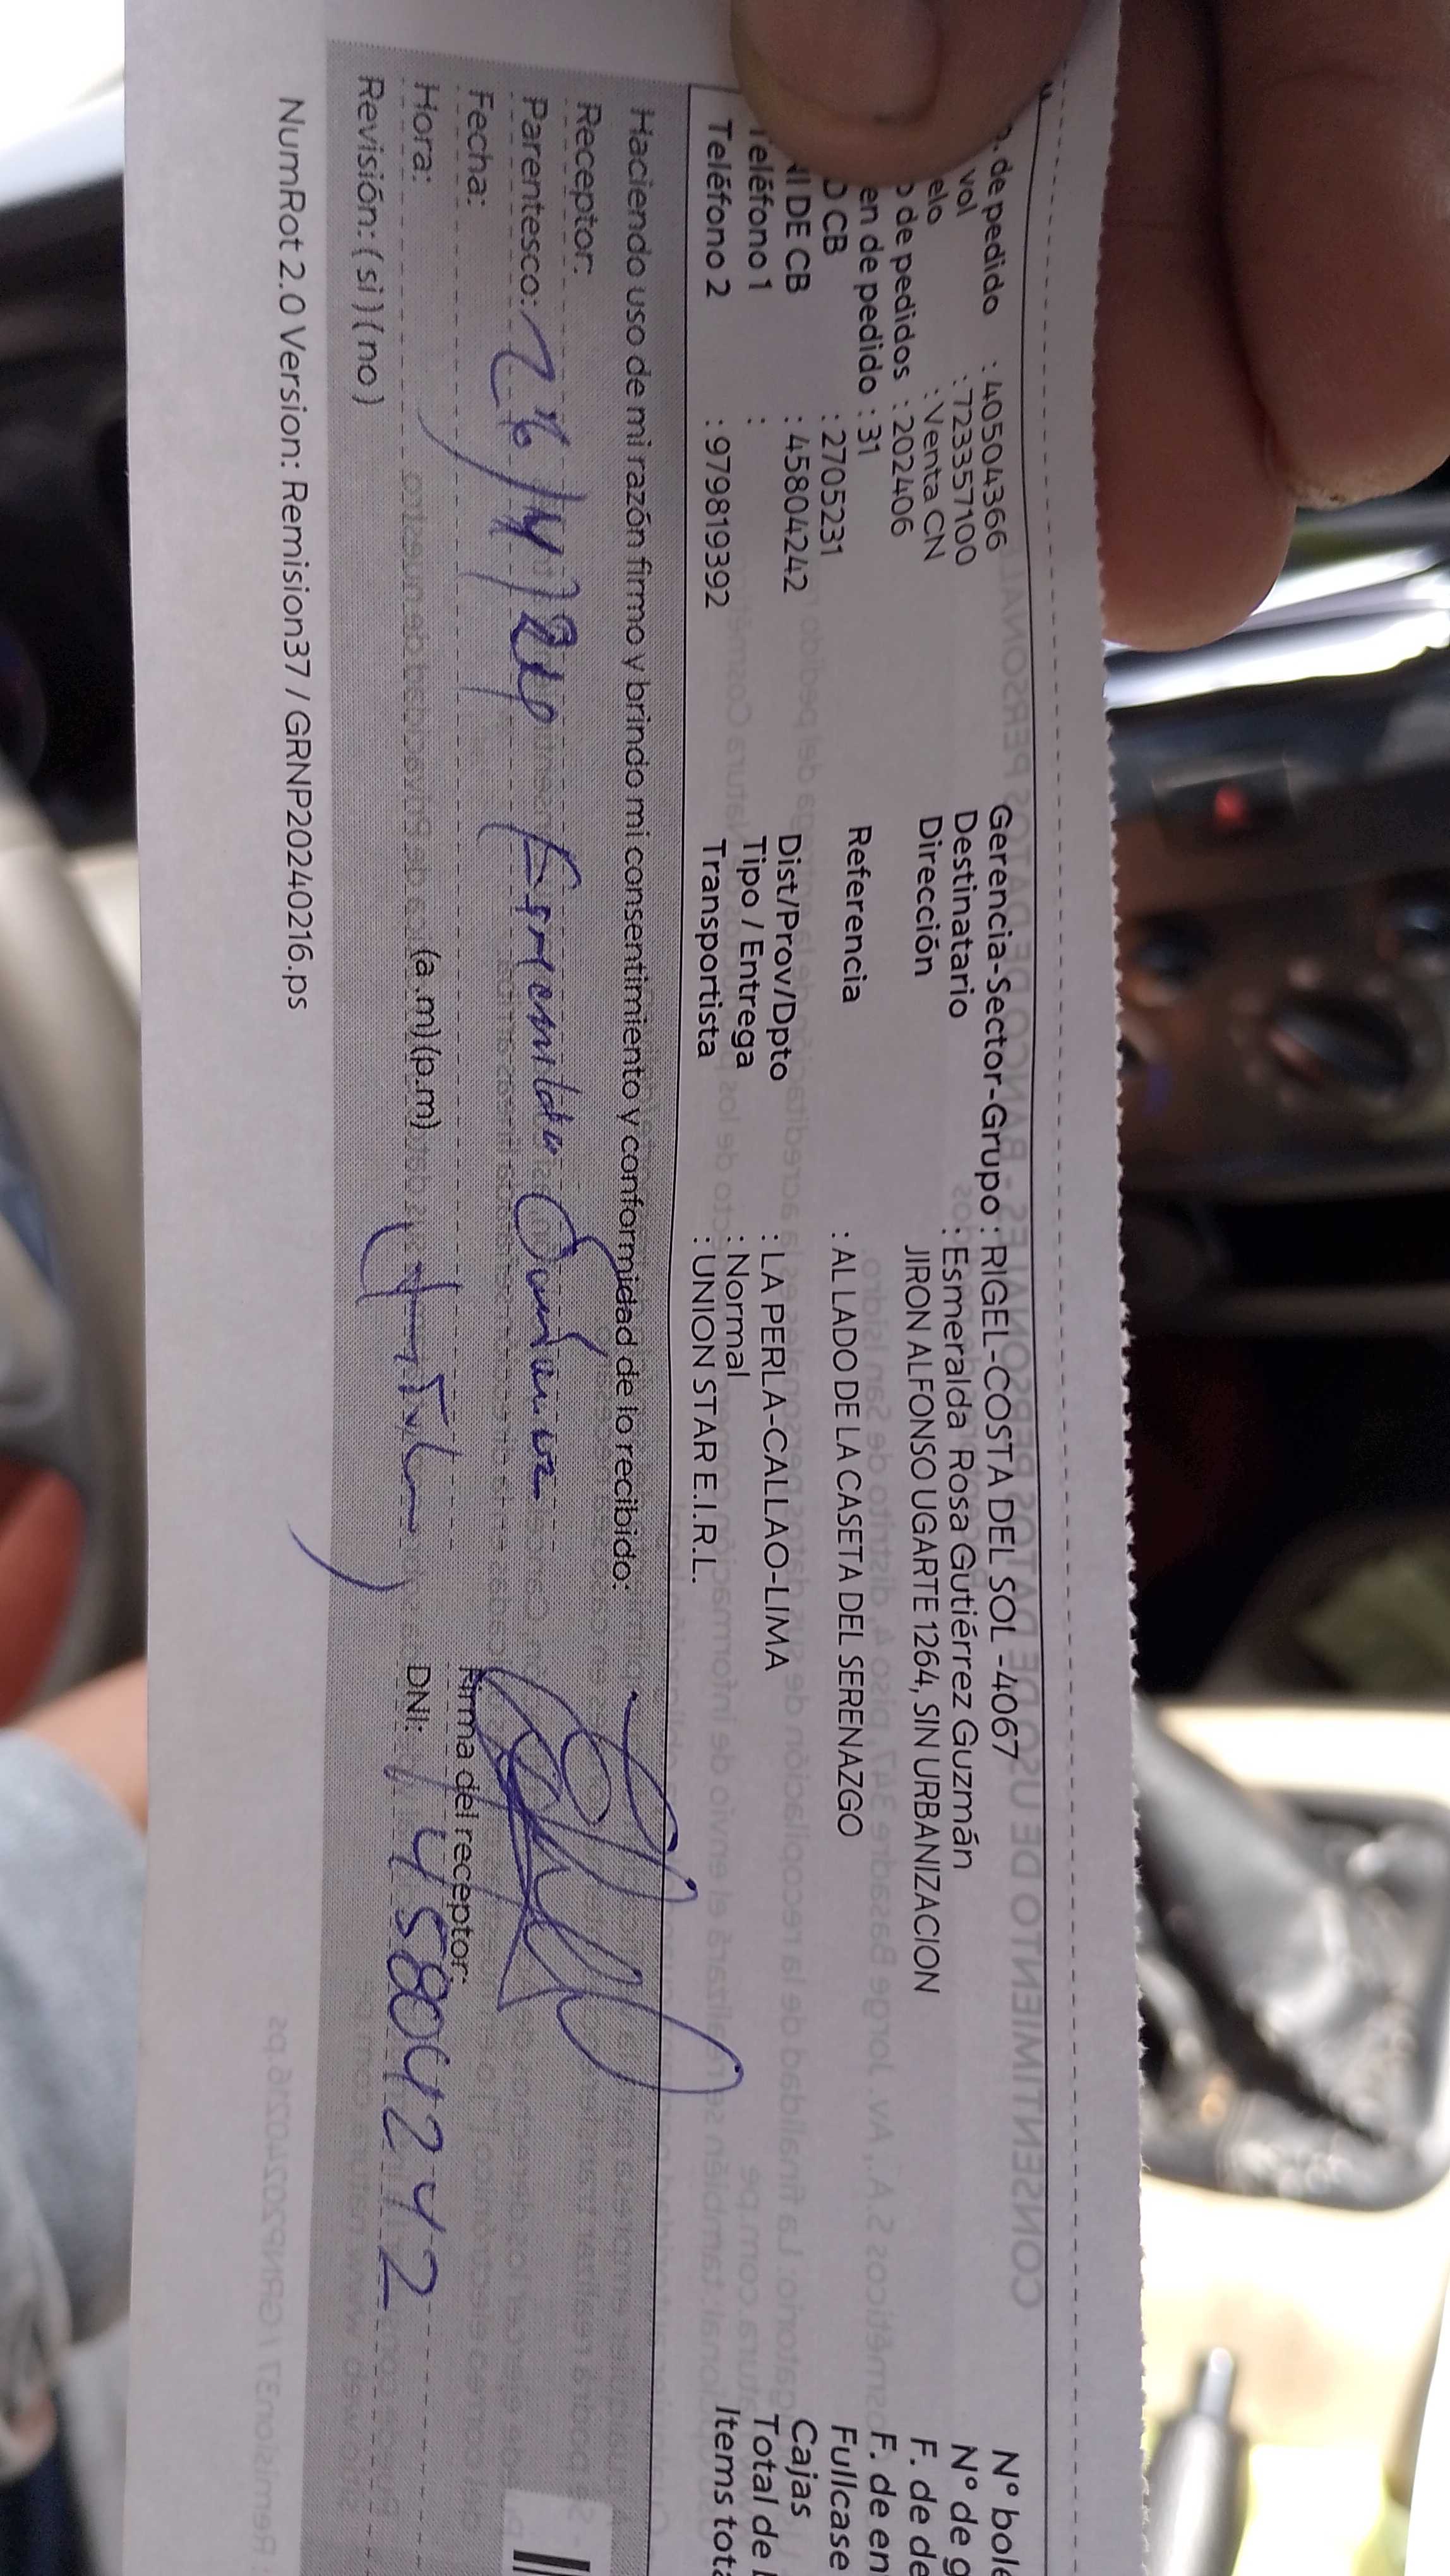 . de pedido : 40504366
vol : 72335710​0
elo : Venta CN
o de pedidos : 202406
en de pedido : 31
O CB : 2705231
NI DE CB : 45804242
Teléfono 1 :
Teléfono 2 : 979819392
Gerencia-Sector-Grupo : RIGEL-COSTA DEL SOL -4067
Destinatario : Esmeralda Rosa Gutiérrez Guzmán
Dirección JIRON ALFONSO UGARTE 1264, SIN URBANIZACION
Referencia : AL LADO DE LA CASETA DEL SERENAZGO
Dist/Prov/Dpto : LA PERLA-CALLAO-LIMA
Tipo / Entrega : Normal
Transportista : UNION STAR E.I.R.L.
N° bole
N° de g
F. de de
F. de en
Fullcase
Cajas
Total de
Items tota
Haciendo uso de mi razón firmo y brindo mi consentimiento y conformidad de lo recibido:
Receptor:
Parentesco:
Fecha:
Hora: (a.m)(p.m)
Revisión: ( si ) ( no )
Firma del receptor:
DNI: 45804242
NumRot 2.0 Version: Remision37 / GRNP20240216.ps